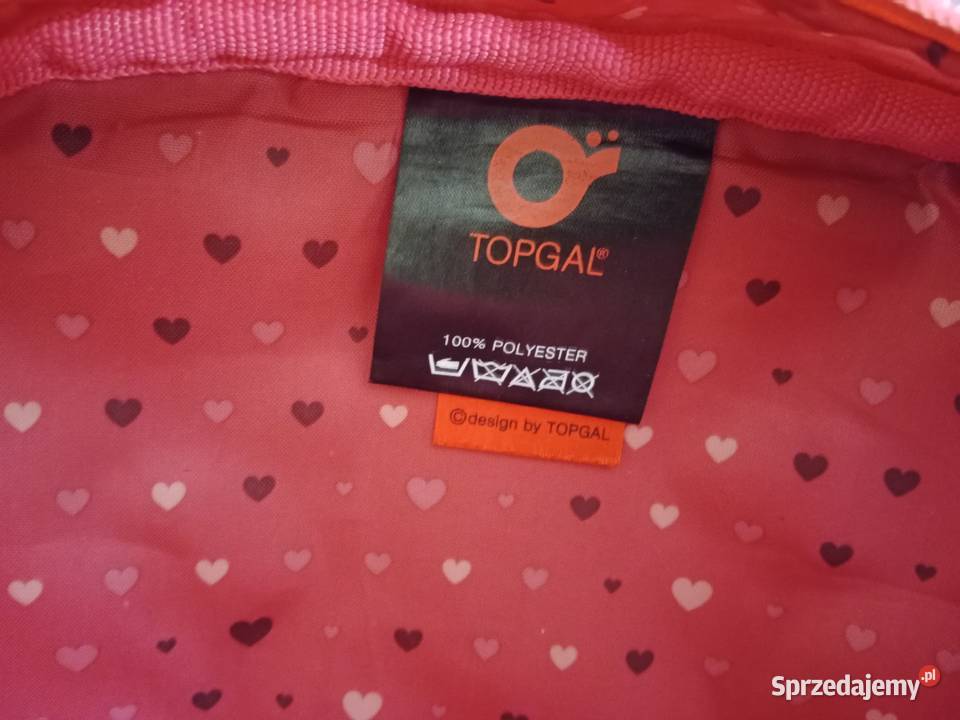 TOPGAL®
100% POLYESTER
©design by TOPGAL
Sprzedajemy.pl